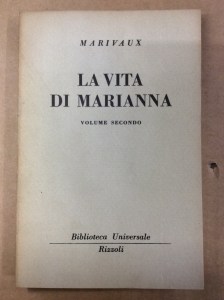 MARIVAUX
LA VITA
DI MARIANNA
VOLUME SECONDO
Biblioteca Universale
Rizzoli